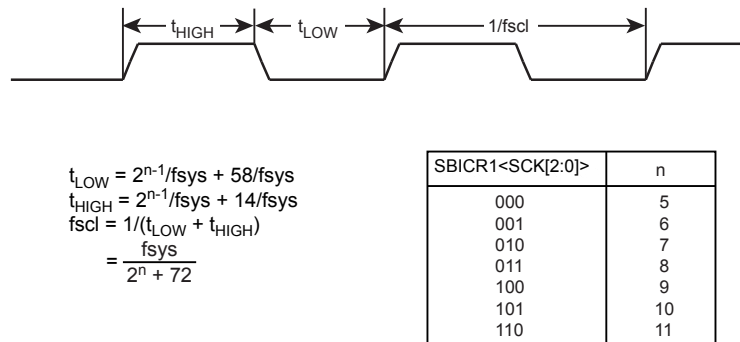 tHIGH
tLOW
1/fscl
tLOW = 2n-1/fsys + 58/fsys
tHIGH = 2n-1/fsys + 14/fsys
fscl = 1/(tLOW + tHIGH)
= fsys
2n + 72
SBICR1<SCK[2:0]> n
000 5
001 6
010 7
011 8
100 9
101 10
110 11